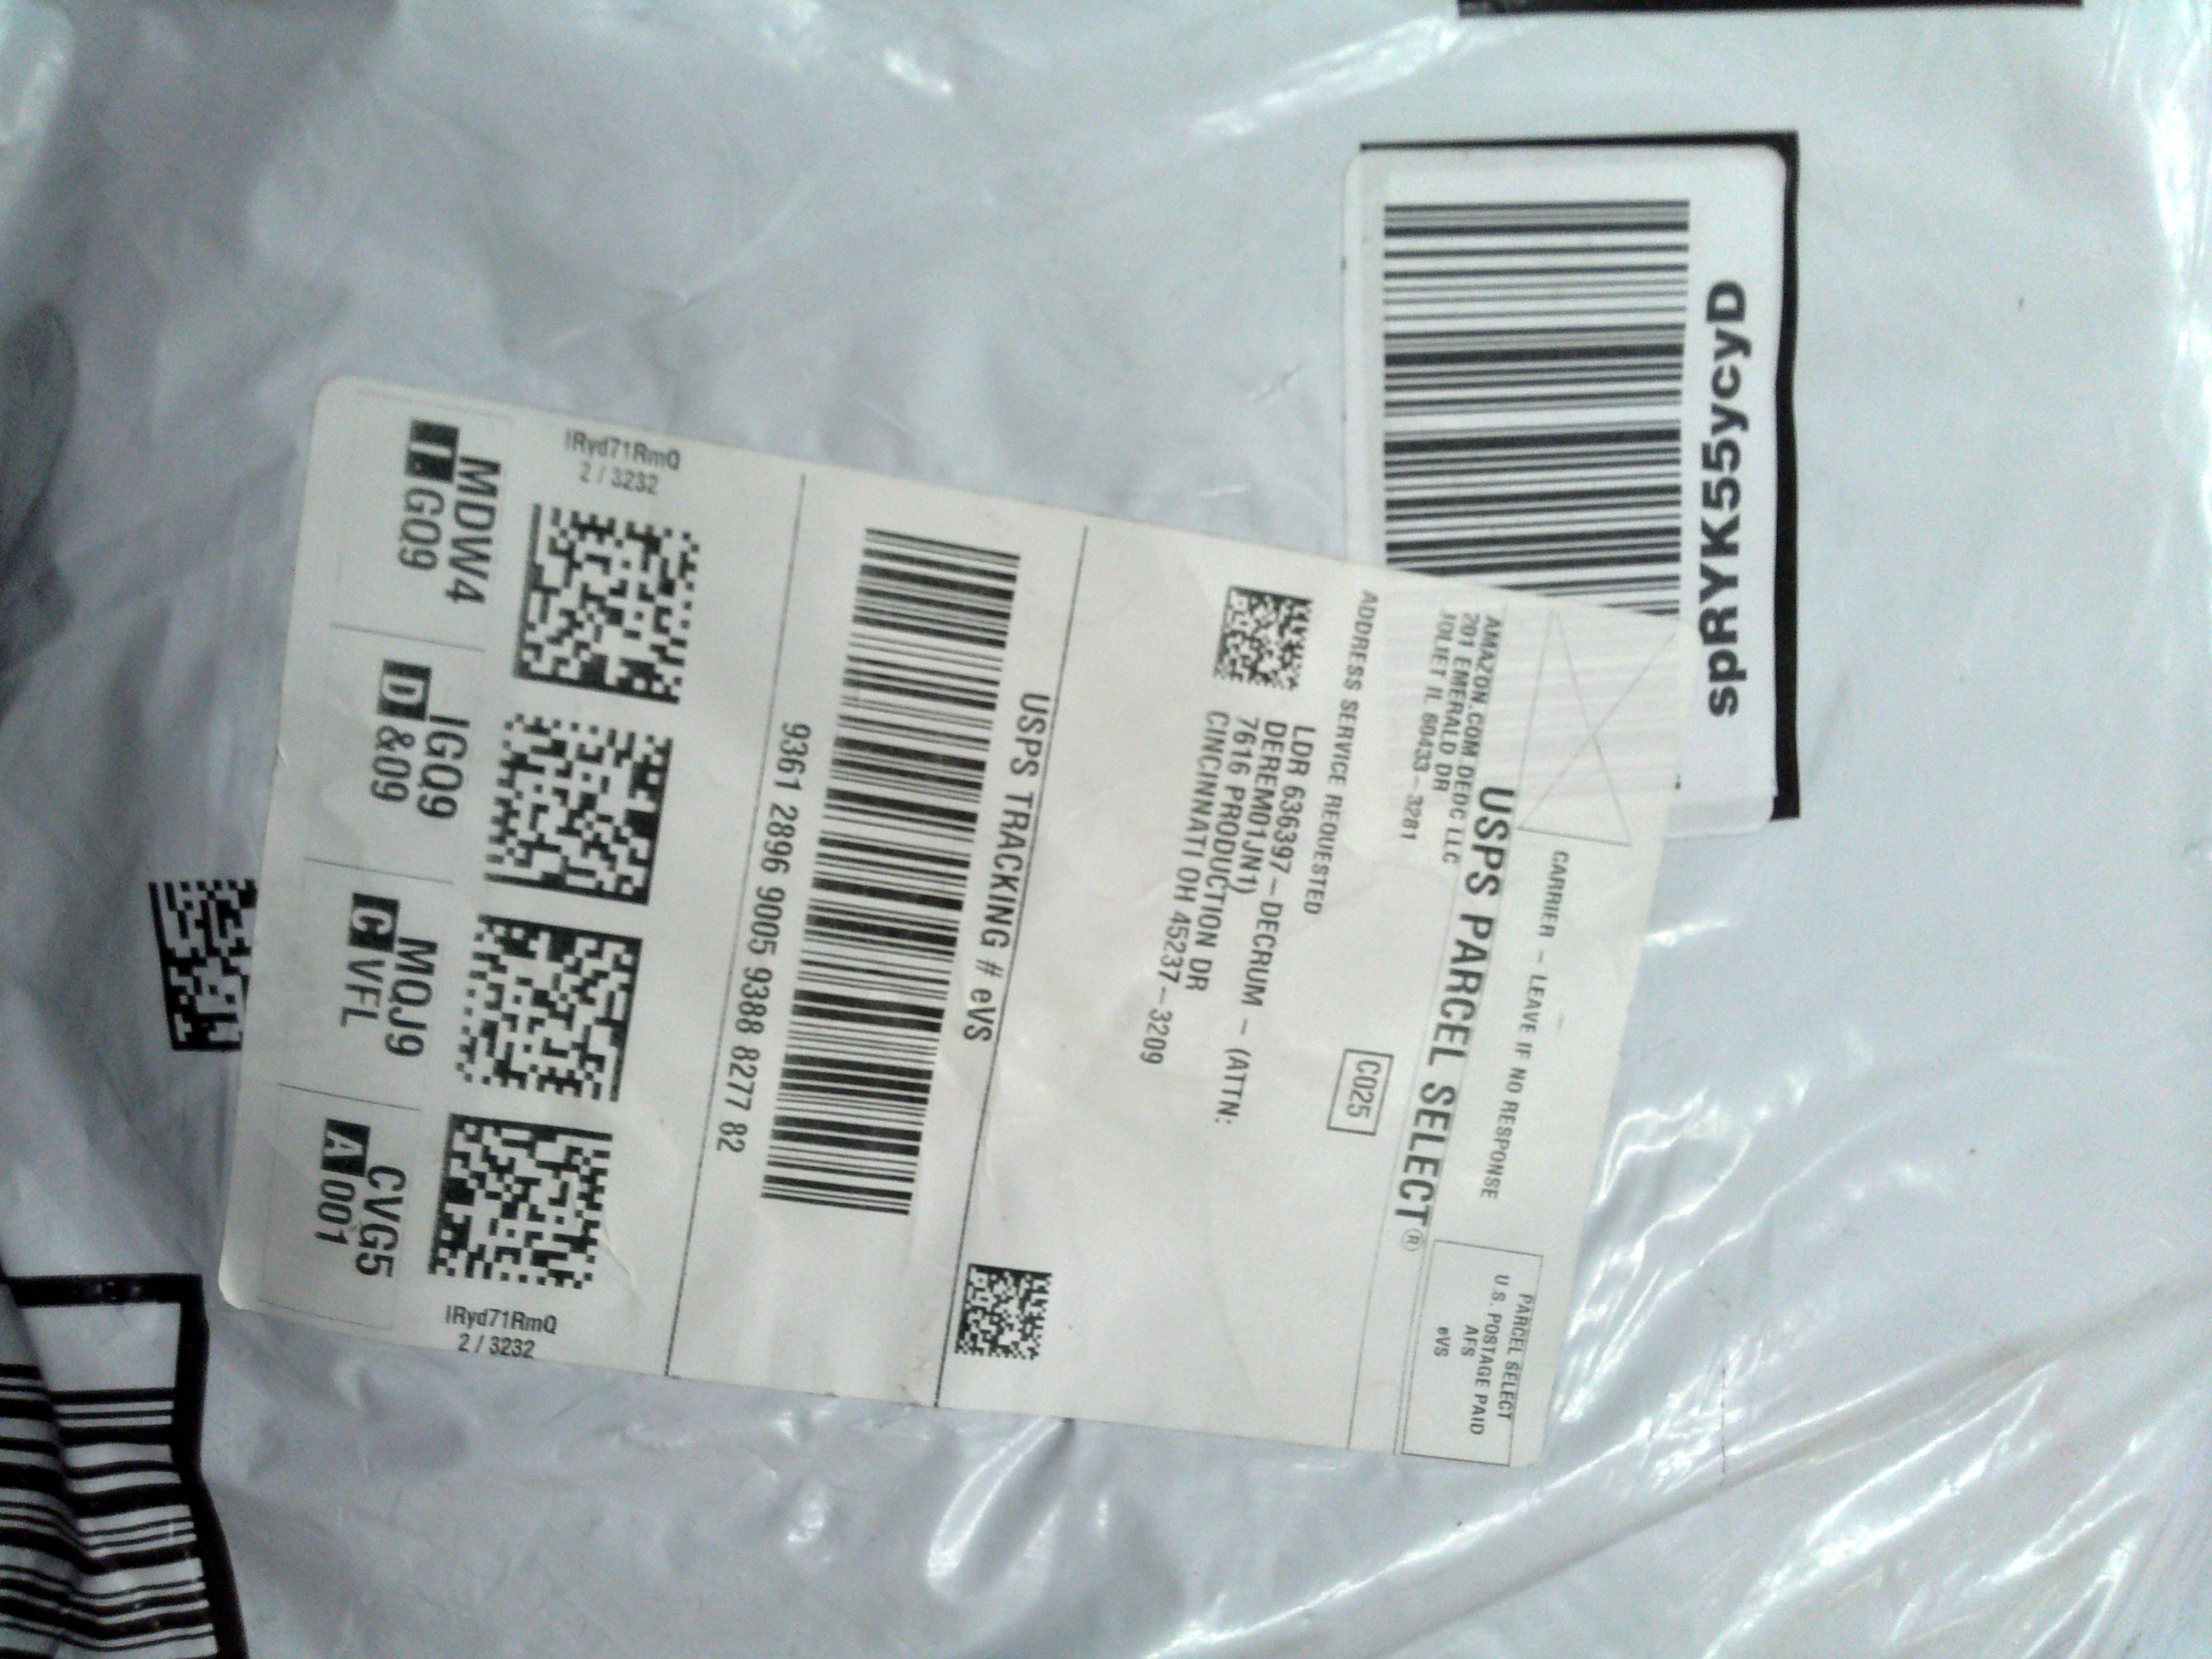 CARRIER - LEAVE IF NO RESPONSE
PARCEL SELECT
U.S. POSTAGE PAID
AFS
eVS
USPS PARCEL SELECT®
AMAZON.COM DEDC LLC
201 EMERALD DR
JOLIET IL 60433-3281
C025
ADDRESS SERVICE REQUESTED
LDR 636397-DECRUM - (ATTN:
DEREM01JN1)
7616 PRODUCTION DR
CINCINNATI OH 45237-3209
USPS TRACKING # eVS
9361 2896 9005 9388 8277 82
IRyd71RmQ
2 / 3232
IRyd71RmQ
2 / 3232
MDW4
GQ9
IGQ9
D &09
MQJ9
C VFL
CVG5
A 001
spRYK55ycyD